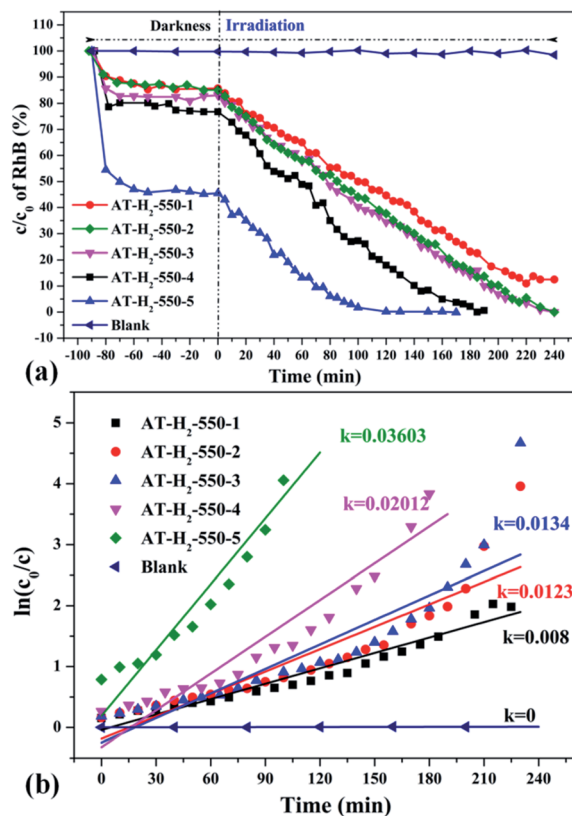 Darkness Irradiation
c/c₀ of RhB (%)
100
90
80
70
60
50
40
30
20
10
0
-10
AT-H₂-550-1
AT-H₂-550-2
AT-H₂-550-3
AT-H₂-550-4
AT-H₂-550-5
Blank
-100 -80 -60 -40 -20 0 20 40 60 80 100 120 140 160 180 200 220 240
(a)
Time (min)
ln(c₀/c)
5
4
3
2
1
0
AT-H₂-550-1
AT-H₂-550-2
AT-H₂-550-3
AT-H₂-550-4
AT-H₂-550-5
Blank
k=0.03603
k=0.02012
k=0.0134
k=0.0123
k=0.008
k=0
0 30 60 90 120 150 180 210 240
(b)
Time (min)